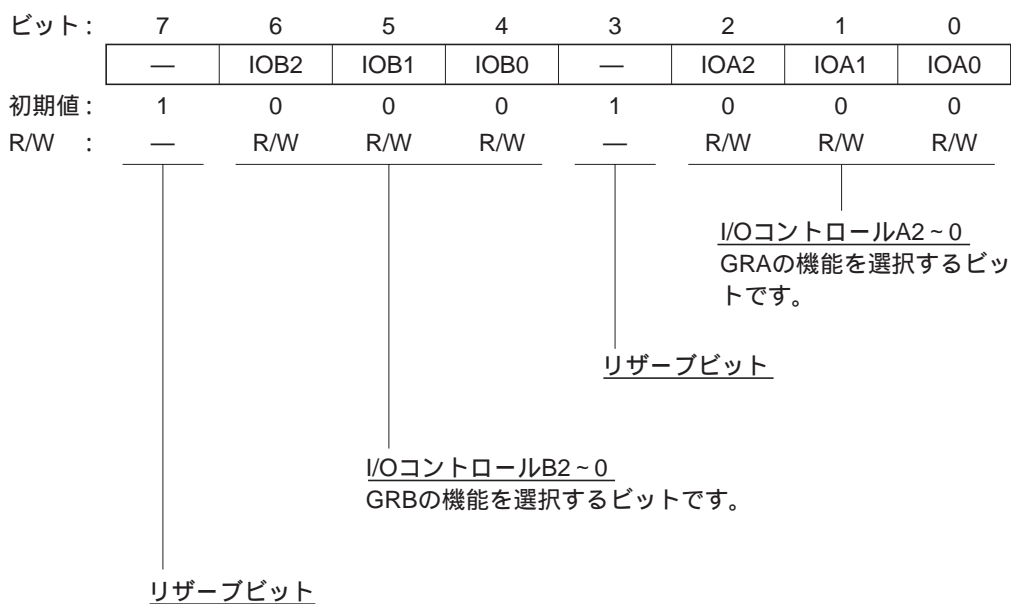 ビット : 7 6 5 4 3 2 1 0
— IOB2 IOB1 IOB0 — IOA2 IOA1 IOA0
初期値 : 1 0 0 0 1 0 0 0
R/W : — R/W R/W R/W — R/W R/W R/W
I/OコントロールA2~0
GRAの機能を選択するビッ
トです。
リザーブビット
I/OコントロールB2~0
GRBの機能を選択するビットです。
リザーブビット